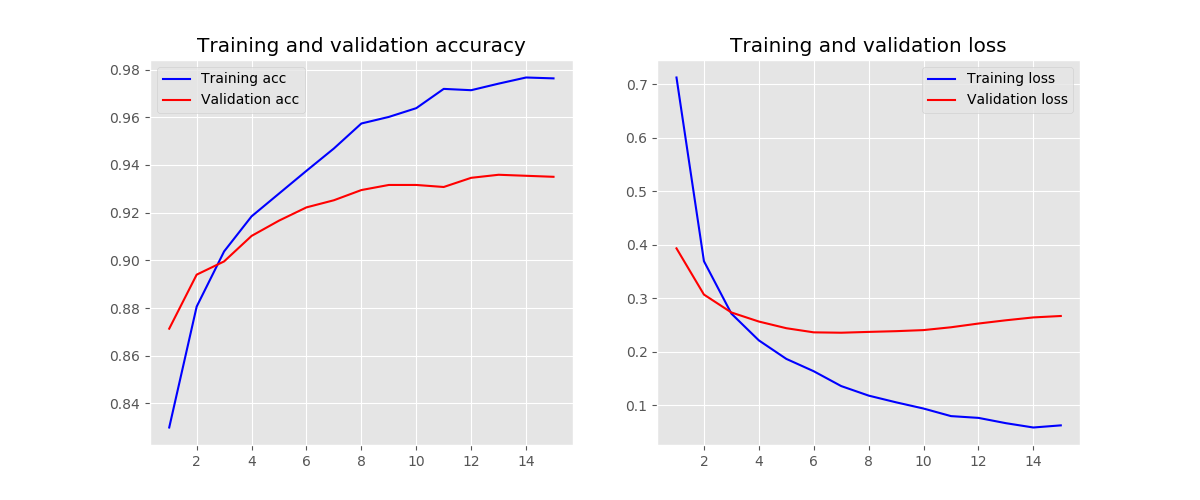 Training and validation accuracy
Training acc
Validation acc
0.98
0.96
0.94
0.92
0.90
0.88
0.86
0.84
2 4 6 8 10 12 14
Training and validation loss
Training loss
Validation loss
0.7
0.6
0.5
0.4
0.3
0.2
0.1
2 4 6 8 10 12 14